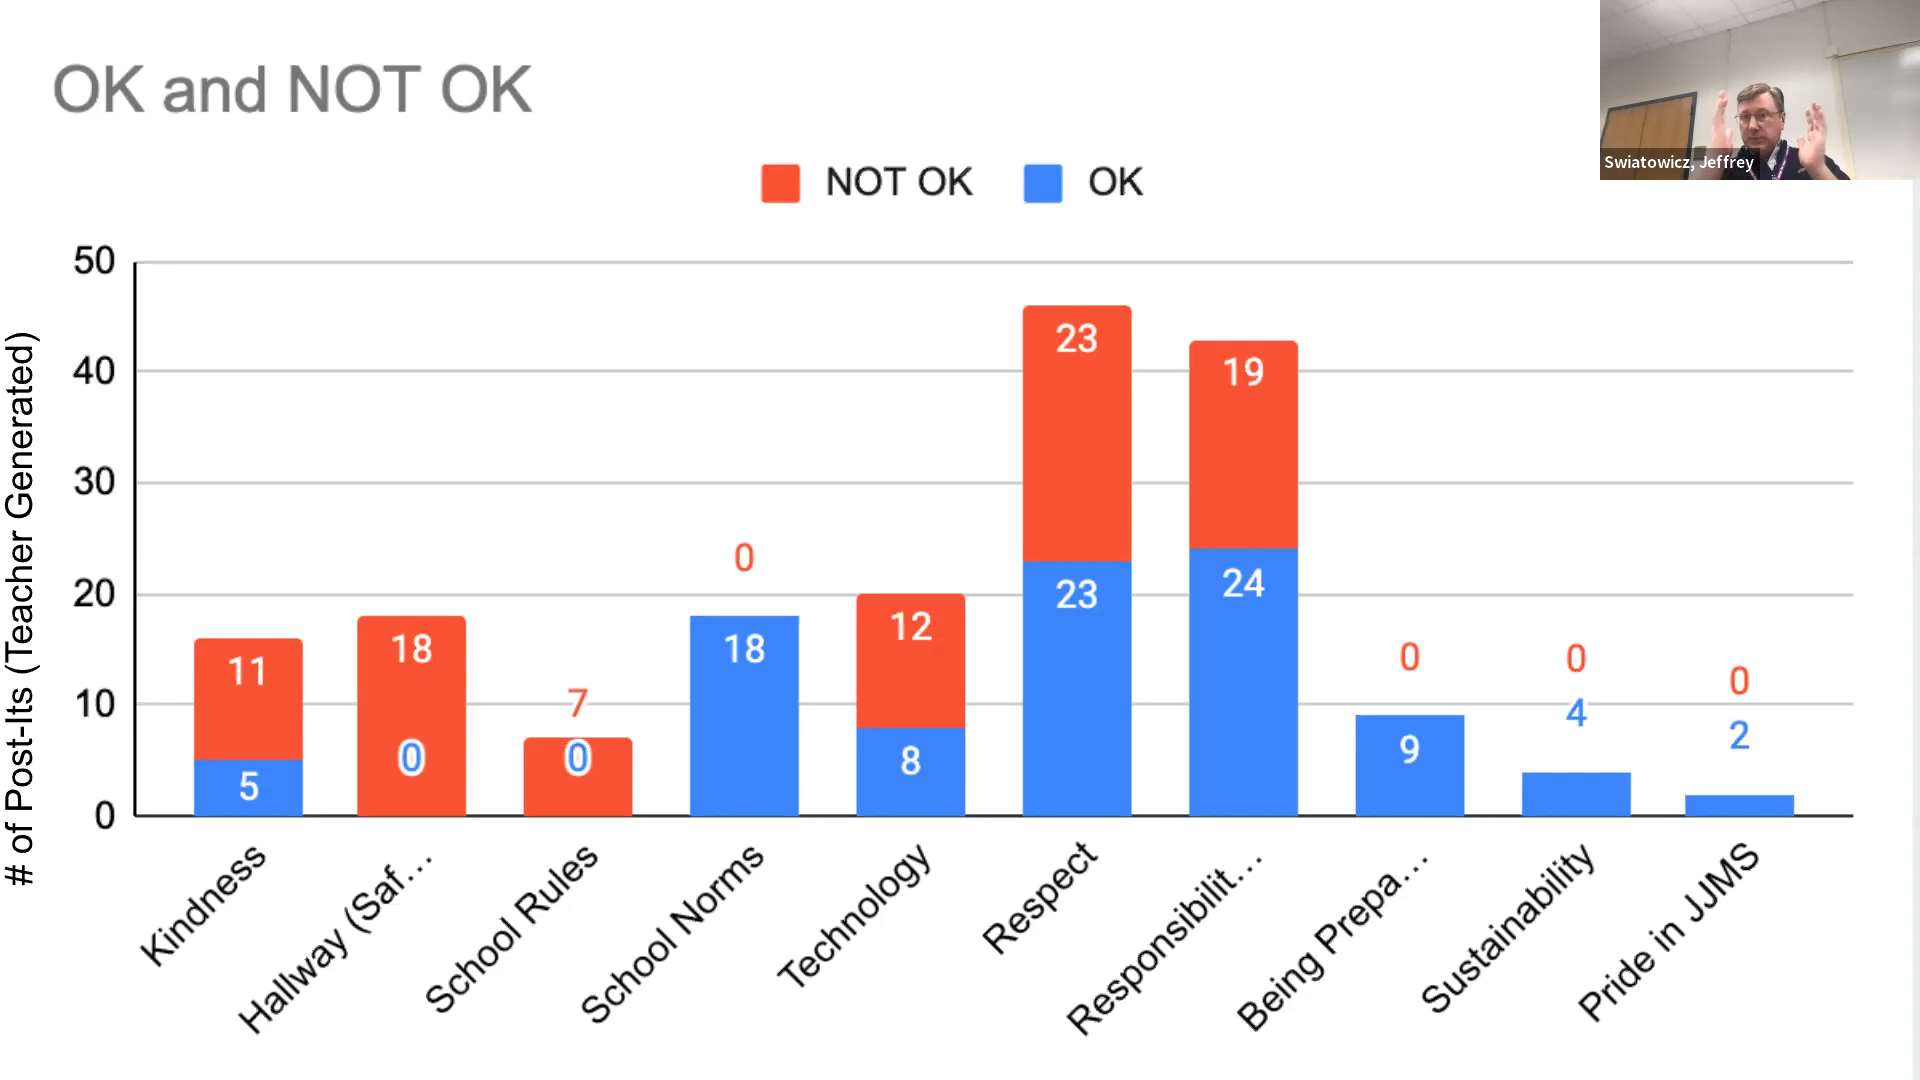 OK and NOT OK
Swiatowicz, Jeffrey
NOT OK
OK
# of Post-Its (Teacher Generated)
50
40
30
20
10
0
11
5
18
0
7
0
0
18
12
8
23
23
19
24
0
9
0
4
0
2
Kindness
Hallway (Saf...
School Rules
School Norms
Technology
Respect
Responsibilit...
Being Prepa...
Sustainability
Pride in JJMS